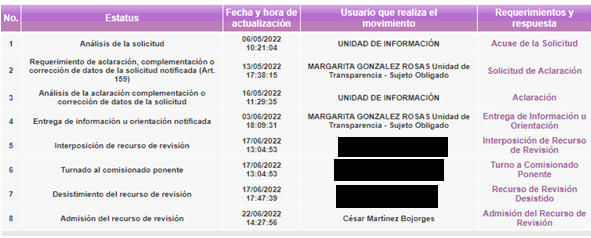 No. Estatus Fecha y hora de actualización Usuario que realiza el movimiento Requerimientos y respuesta
1 Análisis de la solicitud 06/05/2022 10:21:04 UNIDAD DE INFORMACIÓN Acuse de la Solicitud
2 Requerimiento de aclaración, complementación o corrección de datos de la solicitud notificada (Art. 159) 13/05/2022 17:38:15 MARGARITA GONZALEZ ROSAS Unidad de Transparencia - Sujeto Obligado Solicitud de Aclaración
3 Análisis de la aclaración complementación o corrección de datos de la solicitud 16/05/2022 11:29:35 UNIDAD DE INFORMACIÓN Aclaración
4 Entrega de información u orientación notificada 03/06/2022 18:09:31 MARGARITA GONZALEZ ROSAS Unidad de Transparencia - Sujeto Obligado Entrega de Información u Orientación
5 Interposición de recurso de revisión 17/06/2022 13:04:53 Interposición de Recurso de Revisión
6 Turnado al comisionado ponente 17/06/2022 13:04:53 Turno a Comisionado Ponente
7 Desistimiento del recurso de revisión 17/06/2022 17:47:39 Recurso de Revisión Desistido
8 Admisión del recurso de revisión 22/06/2022 14:27:56 César Martínez Bojorges Admisión del Recurso de Revisión